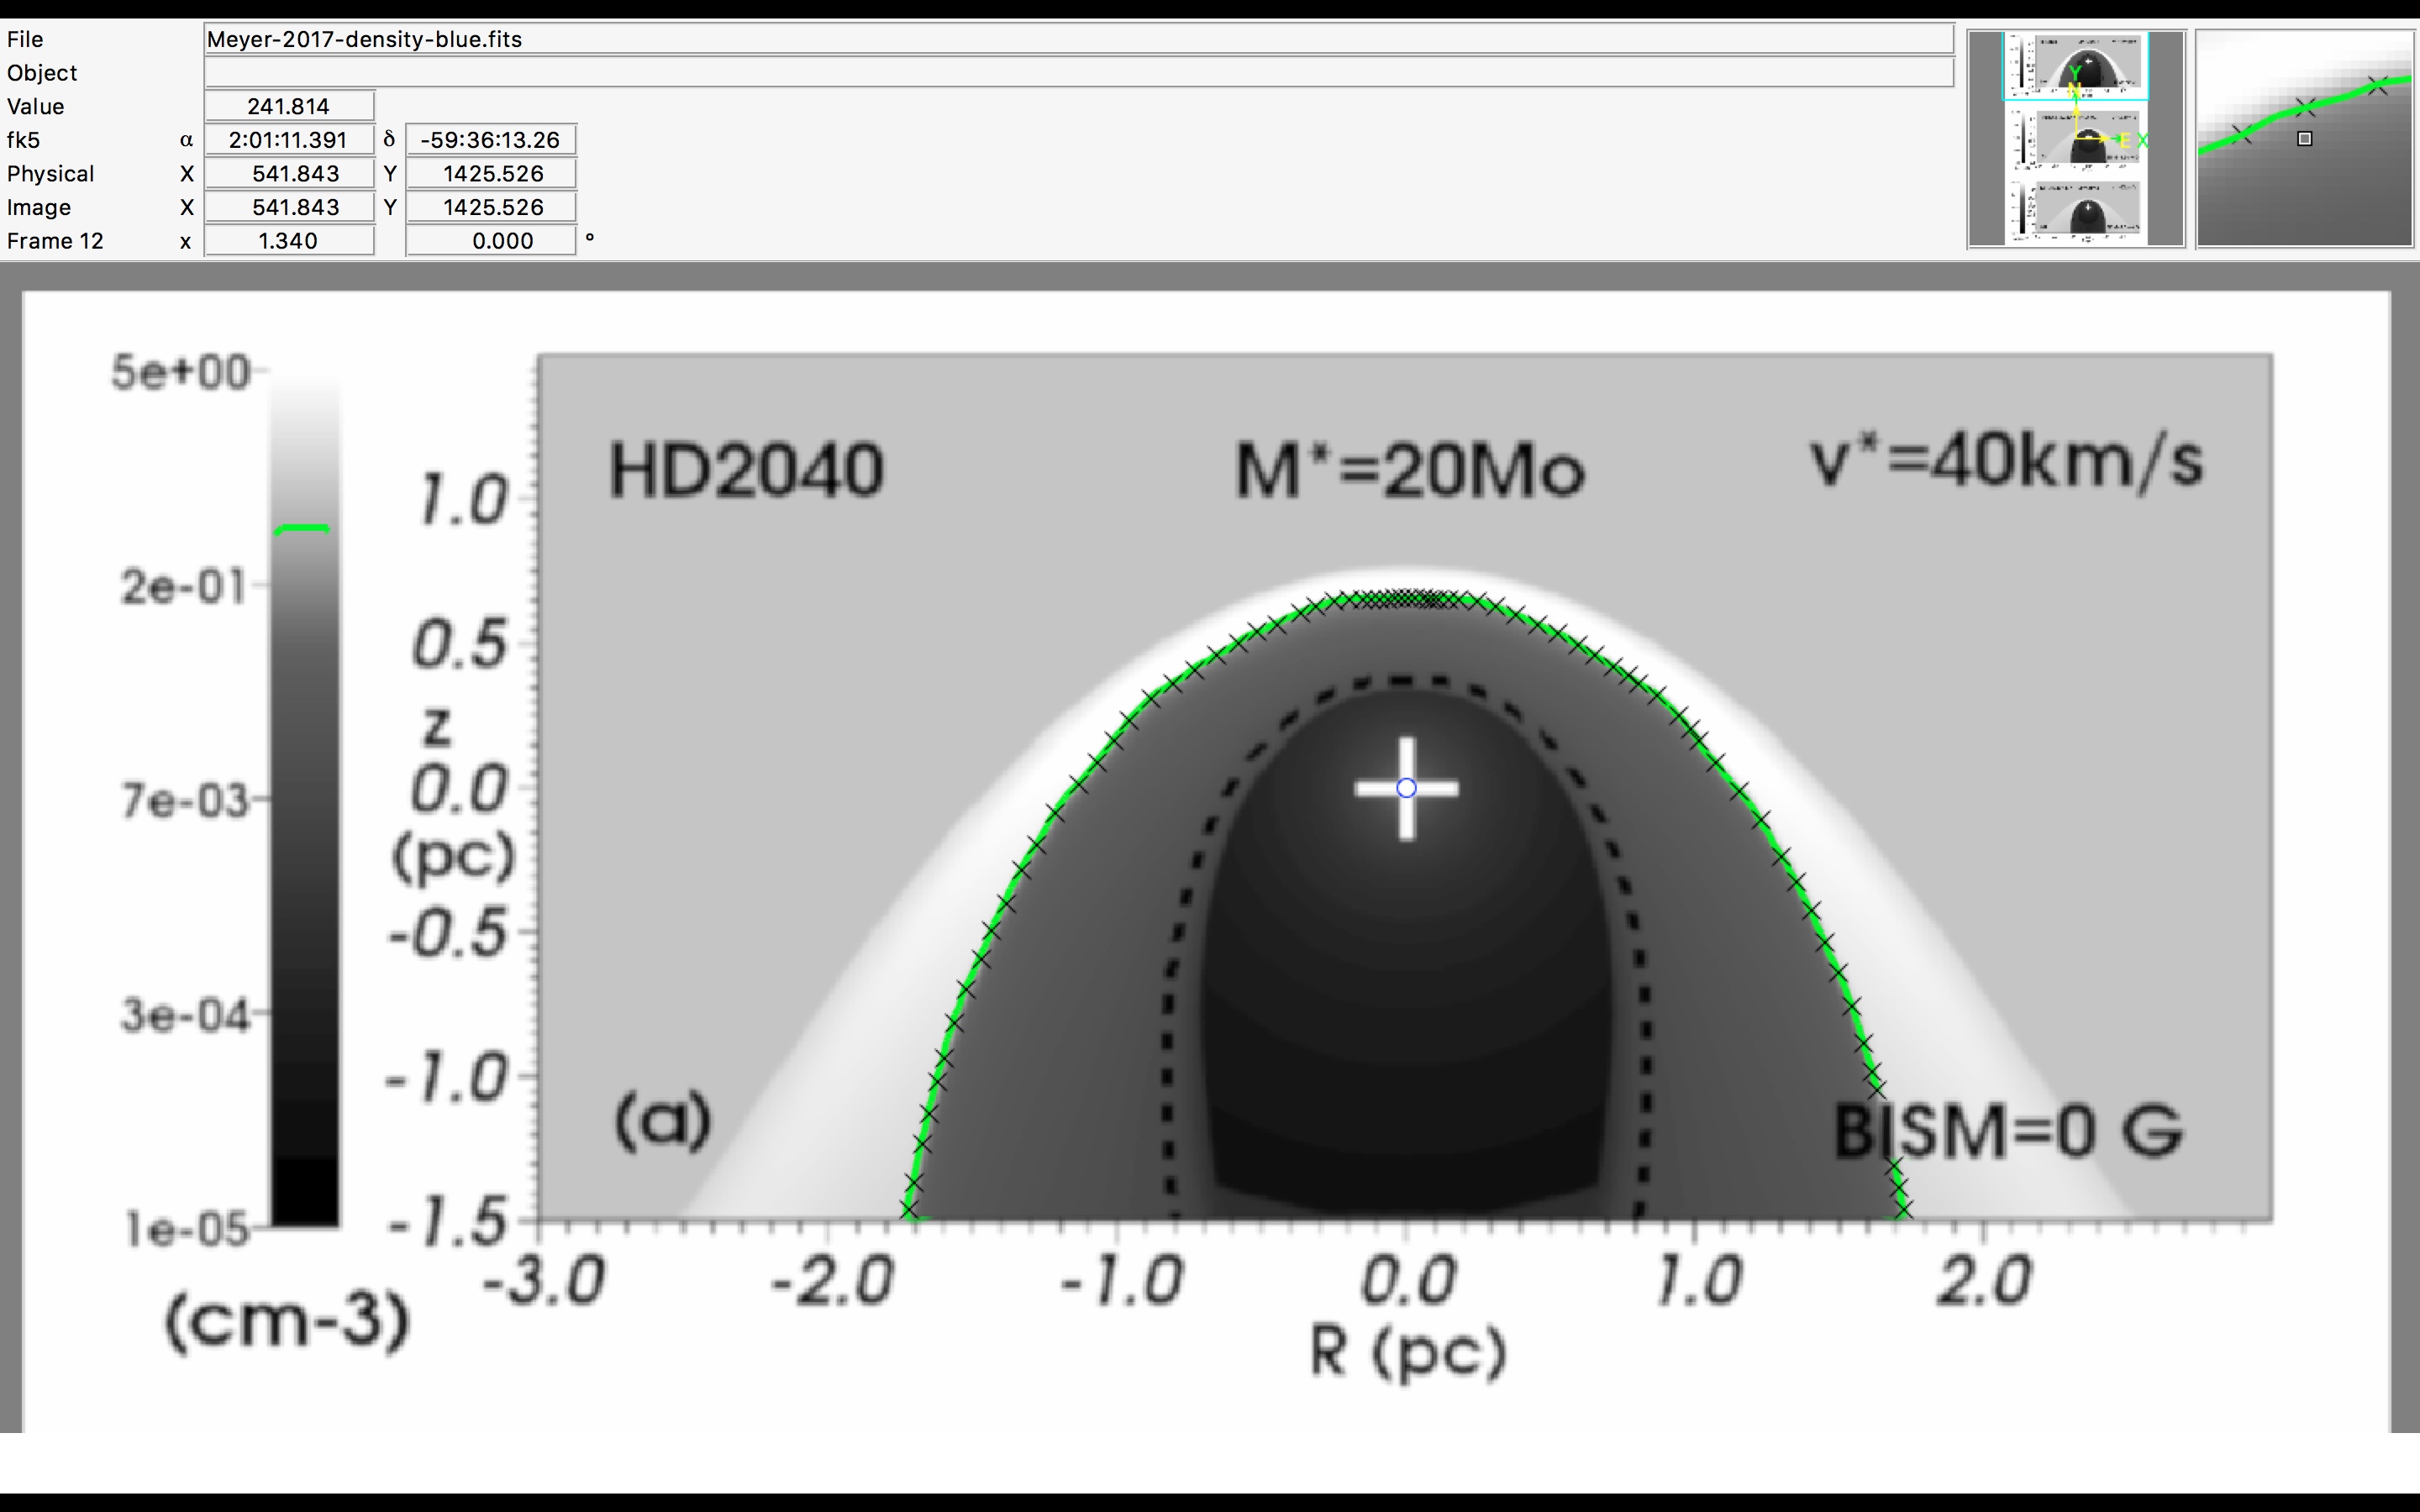 File Meyer-2017-density-blue.fits
Object
Value 241.814
fk5 α 2:01:11.391 δ -59:36:13.26
Physical X 541.843 Y 1425.526
Image X 541.843 Y 1425.526
Frame 12 x 1.340 0.000 °
Y
N
E X
5e+00
2e-01
7e-03
3e-04
1e-05
(cm-3)
1.0
0.5
z
0.0
(pc)
-0.5
-1.0
-1.5
HD2040 M*=20Mo v*=40km/s
(a) BISM=0 G
-3.0 -2.0 -1.0 0.0 1.0 2.0
R (pc)